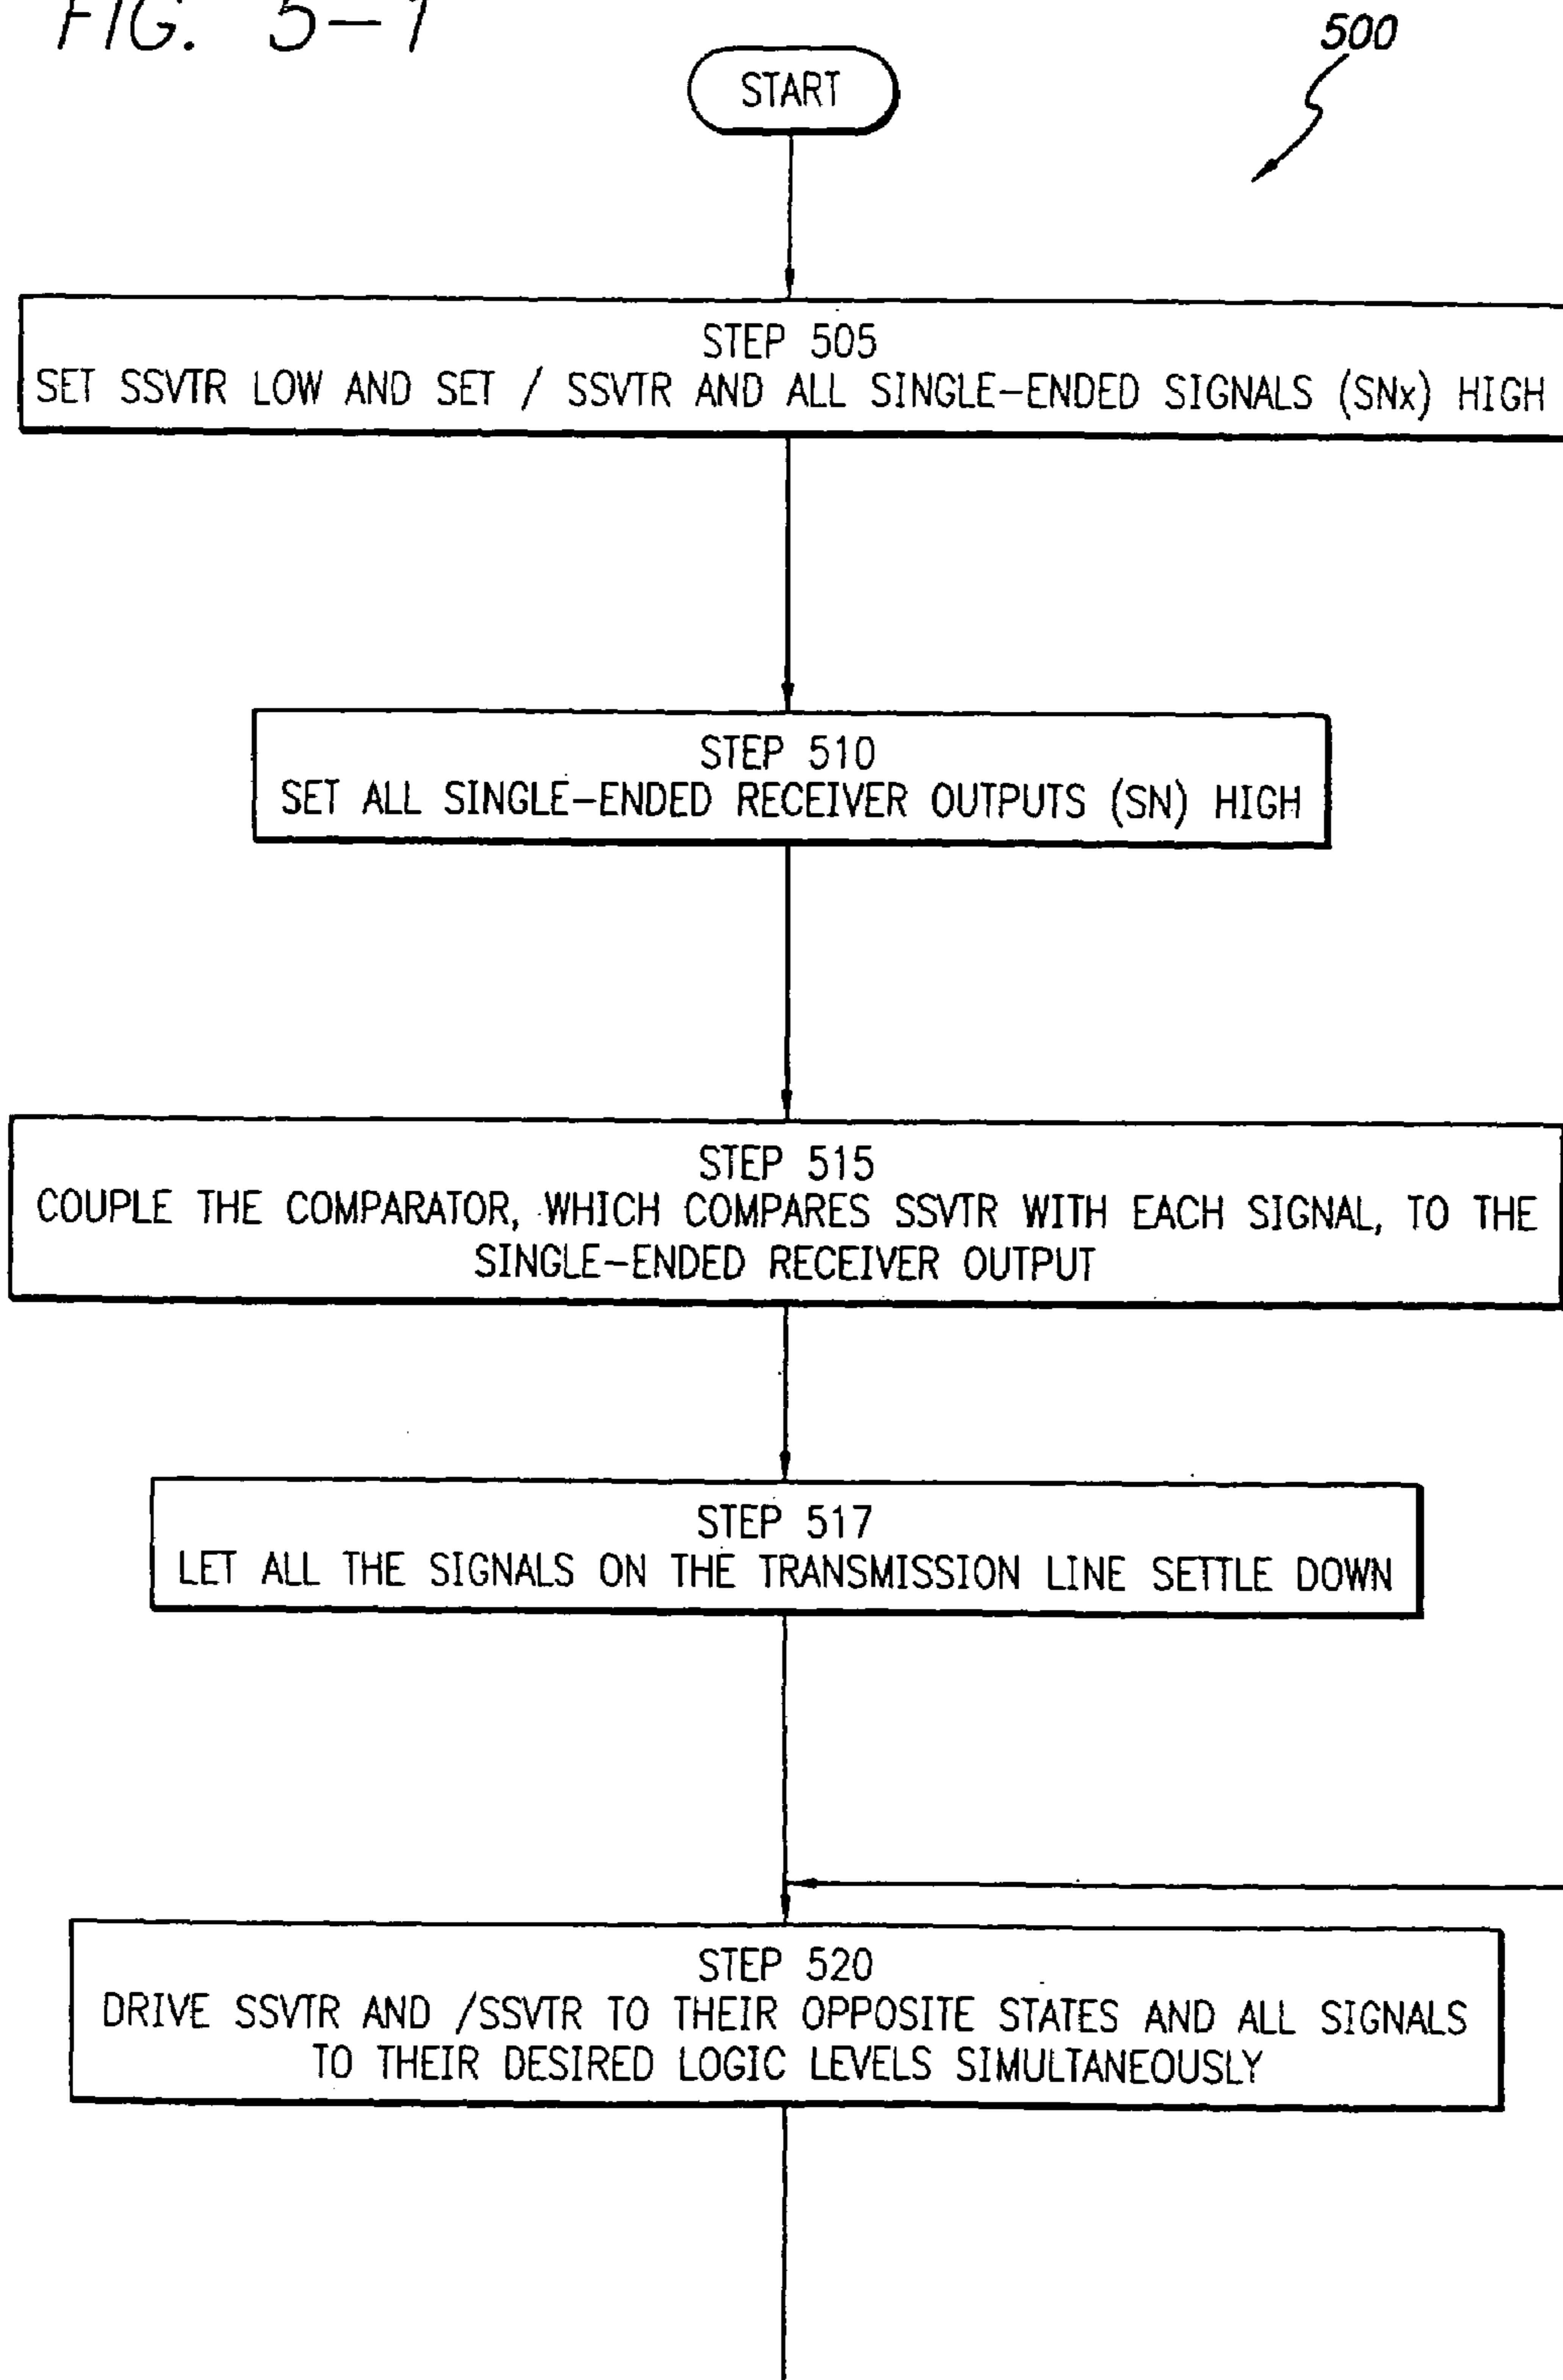 FIG. 5-1
500
START
STEP 505
SET SSVTR LOW AND SET / SSVTR AND ALL SINGLE-ENDED SIGNALS (SNx) HIGH
STEP 510
SET ALL SINGLE-ENDED RECEIVER OUTPUTS (SN) HIGH
STEP 515
COUPLE THE COMPARATOR, WHICH COMPARES SSVTR WITH EACH SIGNAL, TO THE
SINGLE-ENDED RECEIVER OUTPUT
STEP 517
LET ALL THE SIGNALS ON THE TRANSMISSION LINE SETTLE DOWN
STEP 520
DRIVE SSVTR AND /SSVTR TO THEIR OPPOSITE STATES AND ALL SIGNALS
TO THEIR DESIRED LOGIC LEVELS SIMULTANEOUSLY